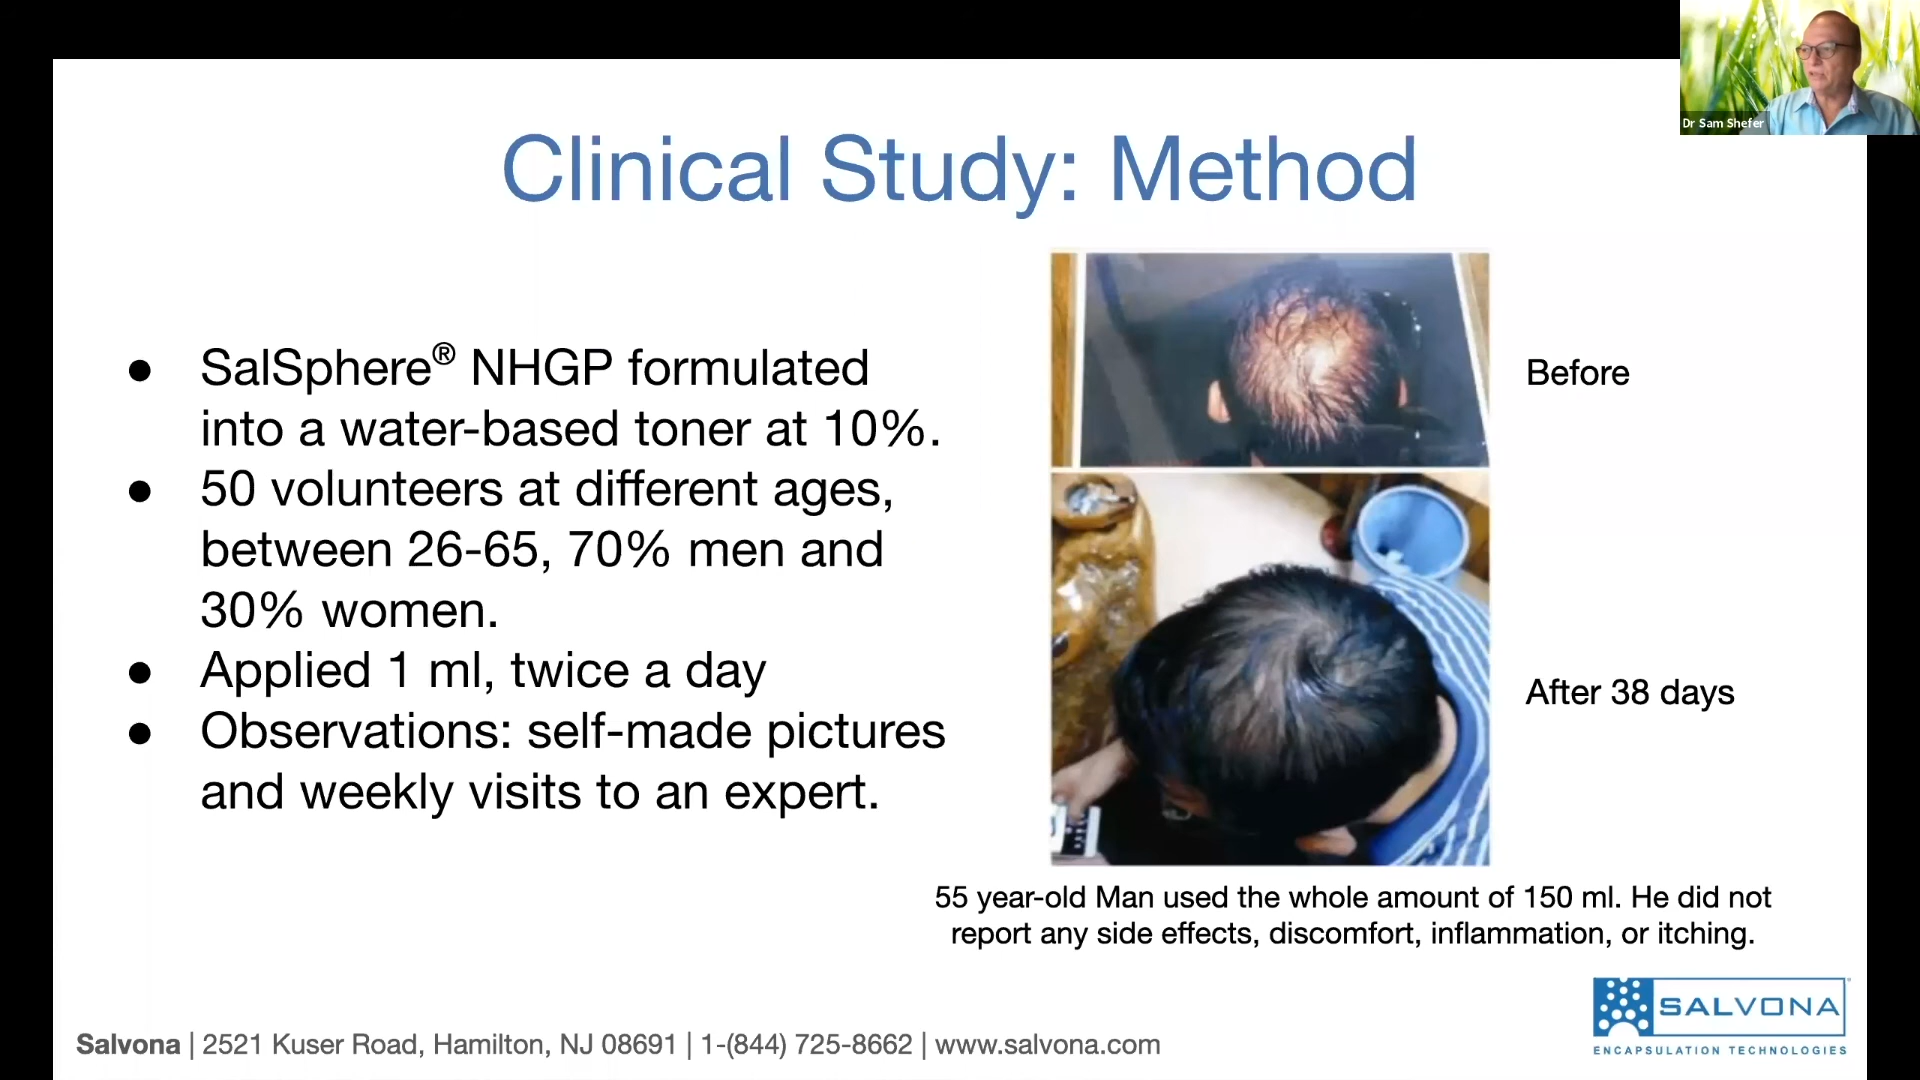 Dr Sam Shefer
Clinical Study: Method
● SalSphere® NHGP formulated
into a water-based toner at 10%.
● 50 volunteers at different ages,
between 26-65, 70% men and
30% women.
● Applied 1 ml, twice a day
● Observations: self-made pictures
and weekly visits to an expert.
Before
After 38 days
55 year-old Man used the whole amount of 150 ml. He did not
report any side effects, discomfort, inflammation, or itching.
SALVONA
ENCAPSULATION TECHNOLOGIES
Salvona | 2521 Kuser Road, Hamilton, NJ 08691 | 1-(844) 725-8662 | www.salvona.com